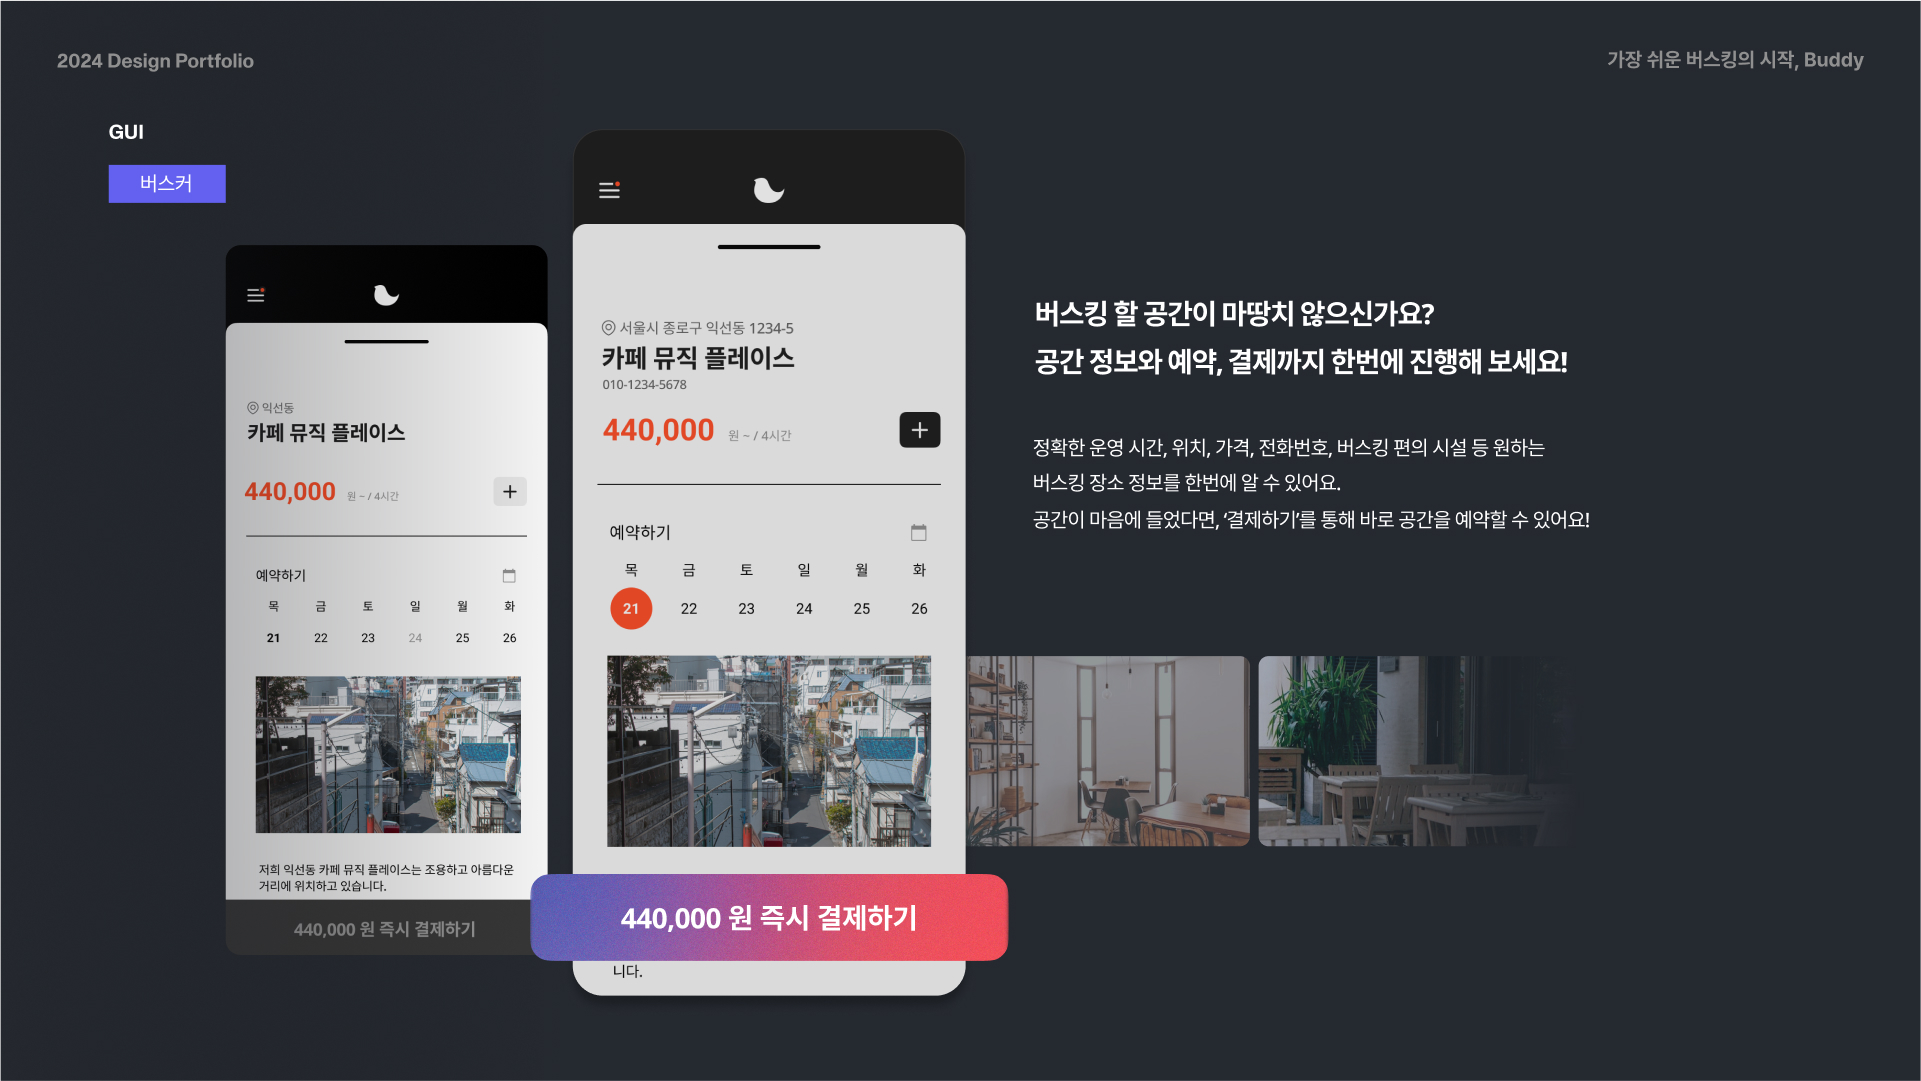 2024 Design Portfolio
가장 쉬운 버스킹의 시작, Buddy
GUI
버스커
익선동
카페 뮤직 플레이스
440,000 원 ~ / 4시간
예약하기
목 금 토 일 월 화
21 22 23 24 25 26
저희 익선동 카페 뮤직 플레이스는 조용하고 아름다운
거리에 위치하고 있습니다.
440,000 원 즉시 결제하기
서울시 종로구 익선동 1234-5
카페 뮤직 플레이스
010-1234-5678
440,000 원 ~ / 4시간
예약하기
목 금 토 일 월 화
21 22 23 24 25 26
440,000 원 즉시 결제하기
니다.
버스킹 할 공간이 마땅치 않으신가요?
공간 정보와 예약, 결제까지 한번에 진행해 보세요!
정확한 운영 시간, 위치, 가격, 전화번호, 버스킹 편의 시설 등 원하는
버스킹 장소 정보를 한번에 알 수 있어요.
공간이 마음에 들었다면, ‘결제하기’를 통해 바로 공간을 예약할 수 있어요!